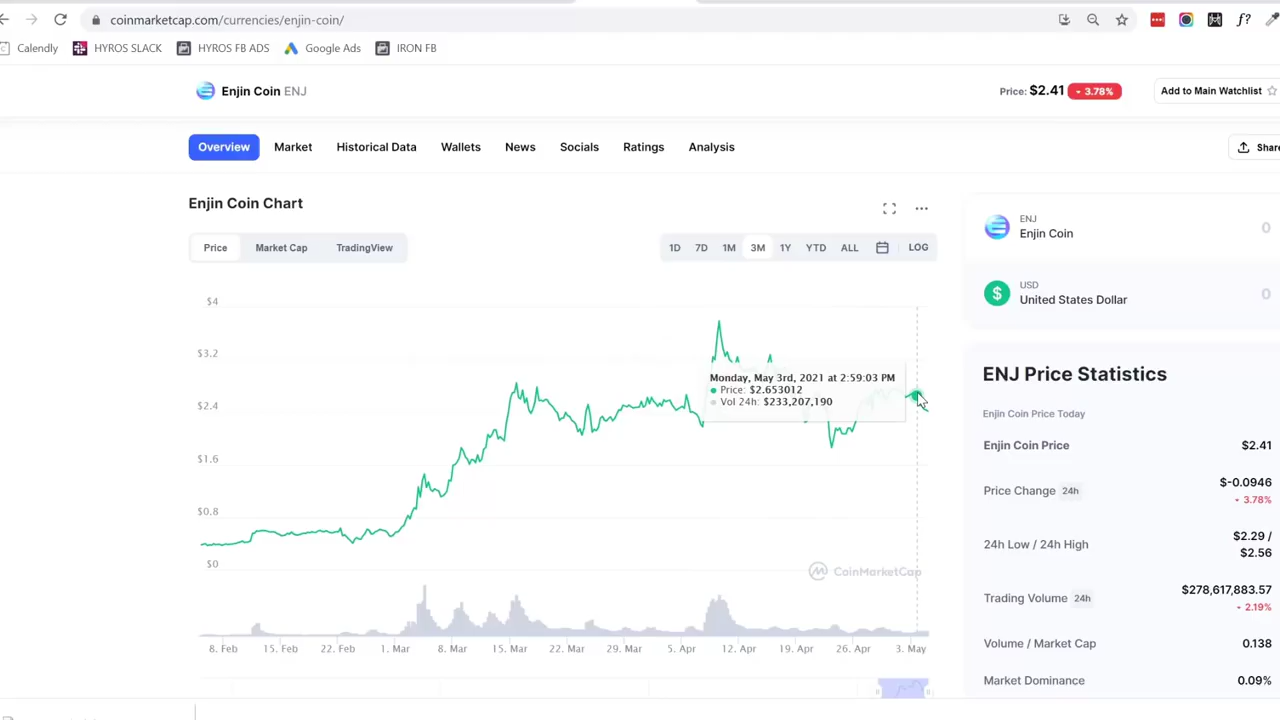 coinmarketcap.com/currencies/enjin-coin/
Calendly HYROS SLACK HYROS FB ADS Google Ads IRON FB
Enjin Coin ENJ
Price: $2.41 3.78%
Add to Main Watchlist
Overview Market Historical Data Wallets News Socials Ratings Analysis
Share
Enjin Coin Chart
Price Market Cap TradingView
1D 7D 1M 3M 1Y YTD ALL LOG
$4
$3.2
$2.4
$1.6
$0.8
$0
Monday, May 3rd, 2021 at 2:59:03 PM
Price: $2.653012
Vol 24h: $233,207,190
CoinMarketCap
8. Feb 15. Feb 22. Feb 1. Mar 8. Mar 15. Mar 22. Mar 29. Mar 5. Apr 12. Apr 19. Apr 26. Apr 3. May
ENJ
Enjin Coin 0
USD
United States Dollar 0
ENJ Price Statistics
Enjin Coin Price Today
Enjin Coin Price $2.41
Price Change 24h $-0.0946
3.78%
24h Low / 24h High $2.29 /
$2.56
Trading Volume 24h $278,617,883.57
2.19%
Volume / Market Cap 0.138
Market Dominance 0.09%